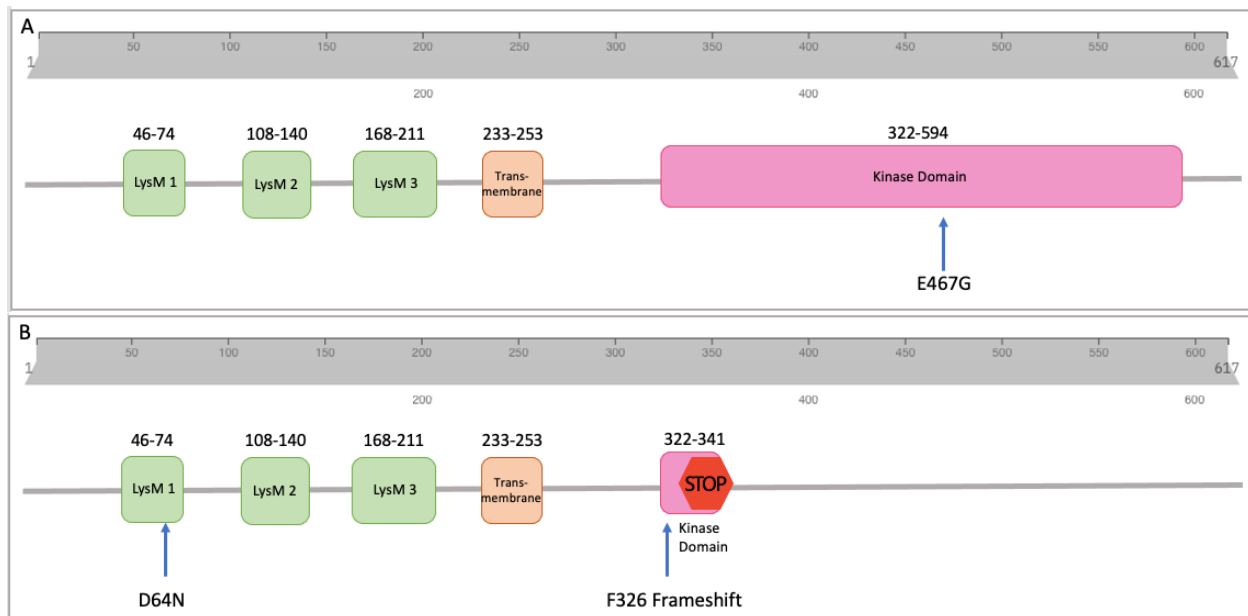 A
50 100 150 200 250 300 350 400 450 500 550 600
1 617
200 400 600
46-74 108-140 168-211 233-253 322-594
LysM 1 LysM 2 LysM 3 Trans-
membrane Kinase Domain
E467G
B
50 100 150 200 250 300 350 400 450 500 550 600
1 617
200 400 600
46-74 108-140 168-211 233-253 322-341
LysM 1 LysM 2 LysM 3 Trans-
membrane STOP
Kinase
Domain
D64N F326 Frameshift